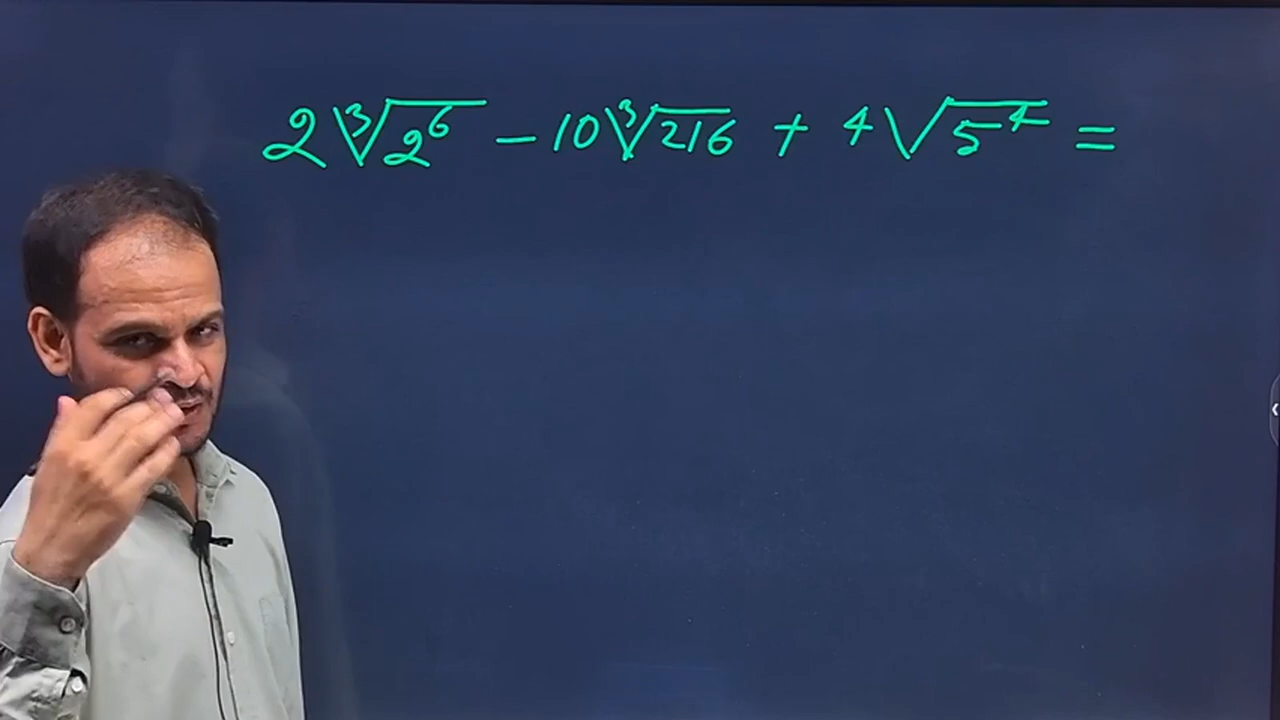 2∛2⁶ − 10∛216 + 4√5⁴ =